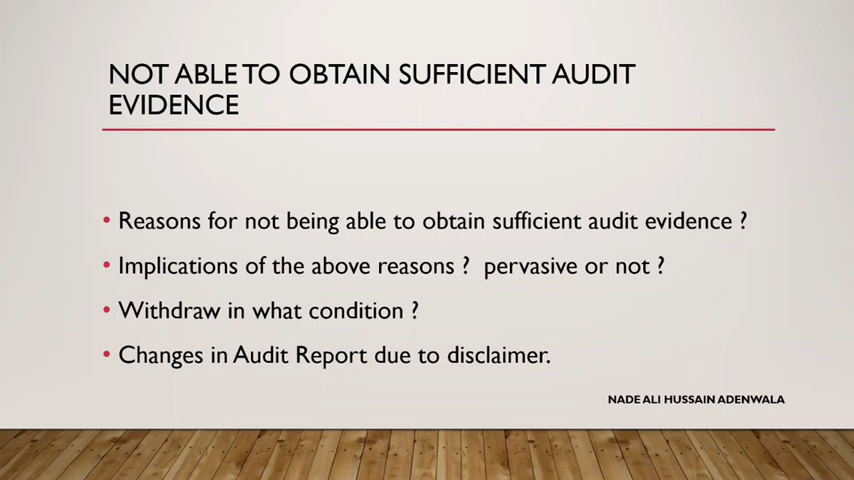 NOT ABLE TO OBTAIN SUFFICIENT AUDIT
EVIDENCE
• Reasons for not being able to obtain sufficient audit evidence ?
• Implications of the above reasons ? pervasive or not ?
• Withdraw in what condition ?
• Changes in Audit Report due to disclaimer.
NADE ALI HUSSAIN ADENWALA